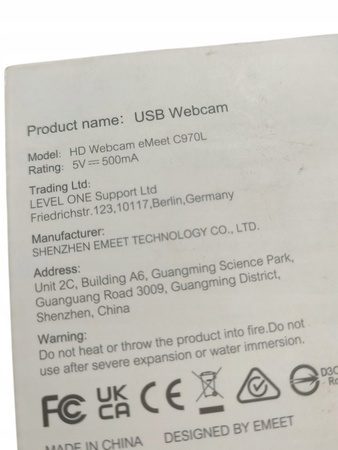 Product name: USB Webcam
Model: HD Webcam eMeet C970L
Rating: 5V⎓500mA
Trading Ltd:
LEVEL ONE Support Ltd
Friedrichstr.123,10117,Berlin,Germany
Manufacturer:
SHENZHEN EMEET TECHNOLOGY CO., LTD.
Address:
Unit 2C, Building A6, Guangming Science Park,
Guanguang Road 3009, Guangming District,
Shenzhen, China
Warning:
Do not heat or throw the product into fire.Do not
use after severe expansion or water immersion.
FC UK CA CE
MADE IN CHINA DESIGNED BY EMEET